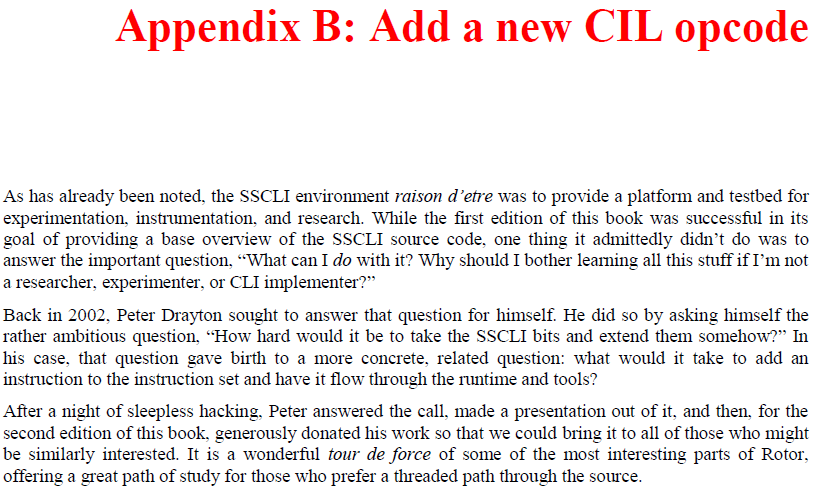 Appendix B: Add a new CIL opcode
As has already been noted, the SSCLI environment raison d’etre was to provide a platform and testbed for
experimentation, instrumentation, and research. While the first edition of this book was successful in its
goal of providing a base overview of the SSCLI source code, one thing it admittedly didn’t do was to
answer the important question, “What can I do with it? Why should I bother learning all this stuff if I’m not
a researcher, experimenter, or CLI implementer?”
Back in 2002, Peter Drayton sought to answer that question for himself. He did so by asking himself the
rather ambitious question, “How hard would it be to take the SSCLI bits and extend them somehow?” In
his case, that question gave birth to a more concrete, related question: what would it take to add an
instruction to the instruction set and have it flow through the runtime and tools?
After a night of sleepless hacking, Peter answered the call, made a presentation out of it, and then, for the
second edition of this book, generously donated his work so that we could bring it to all of those who might
be similarly interested. It is a wonderful tour de force of some of the most interesting parts of Rotor,
offering a great path of study for those who prefer a threaded path through the source.